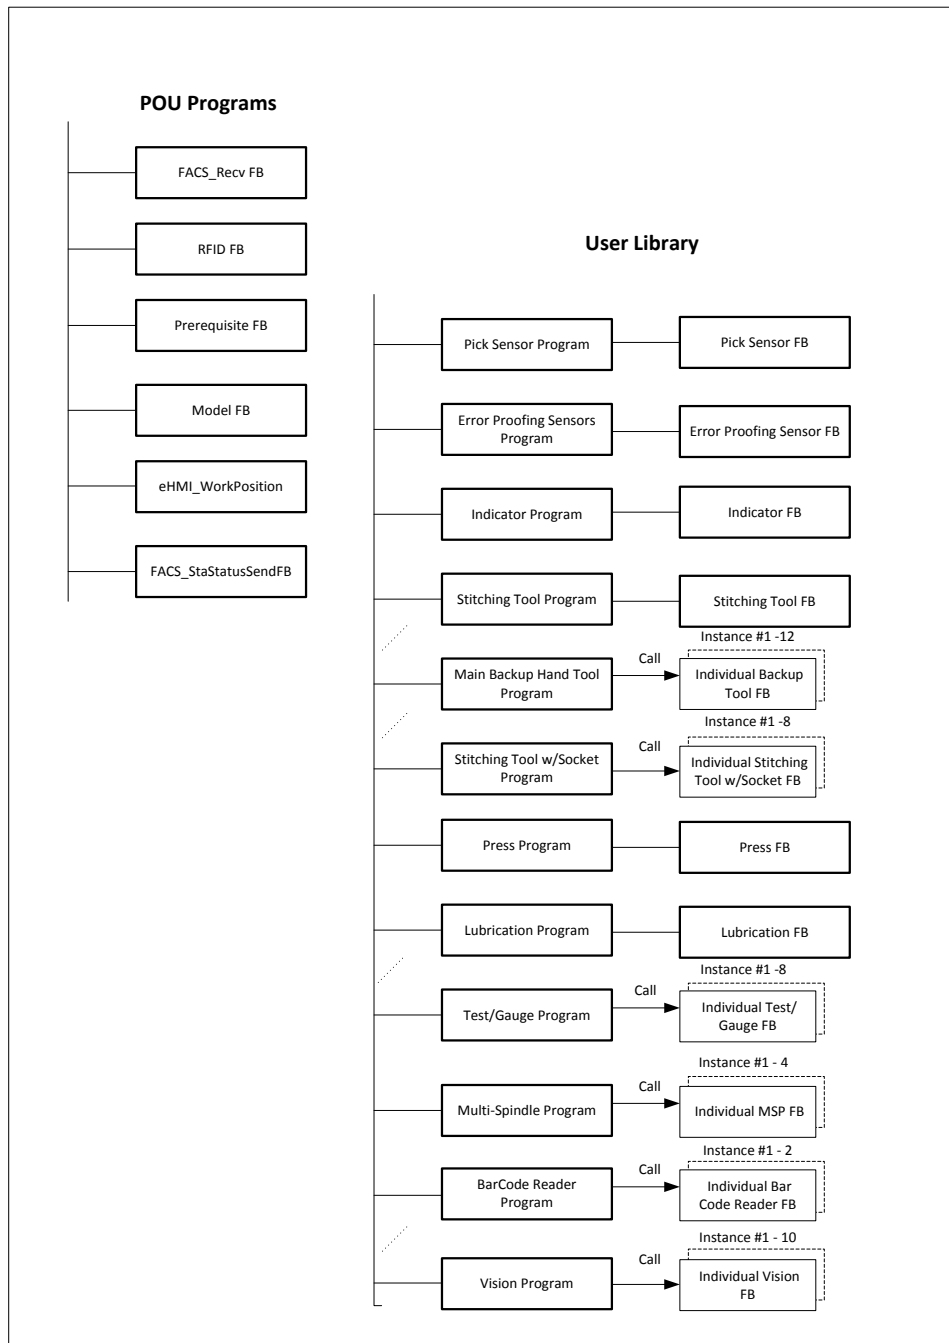 POU Programs
FACS_Recv FB
RFID FB
Prerequisite FB
Model FB
eHMI_WorkPosition
FACS_StaStatusSendFB
User Library
Pick Sensor Program
Pick Sensor FB
Error Proofing Sensors
Program
Error Proofing Sensor FB
Indicator Program
Indicator FB
Stitching Tool Program
Stitching Tool FB
Main Backup Hand Tool
Program
Call
Instance #1 -12
Individual Backup
Tool FB
Stitching Tool w/Socket
Program
Call
Instance #1 -8
Individual Stitching
Tool w/Socket FB
Press Program
Press FB
Lubrication Program
Lubrication FB
Test/Gauge Program
Call
Instance #1 -8
Individual Test/
Gauge FB
Multi-Spindle Program
Call
Instance #1 - 4
Individual MSP FB
BarCode Reader
Program
Call
Instance #1 - 2
Individual Bar
Code Reader FB
Vision Program
Call
Instance #1 - 10
Individual Vision
FB